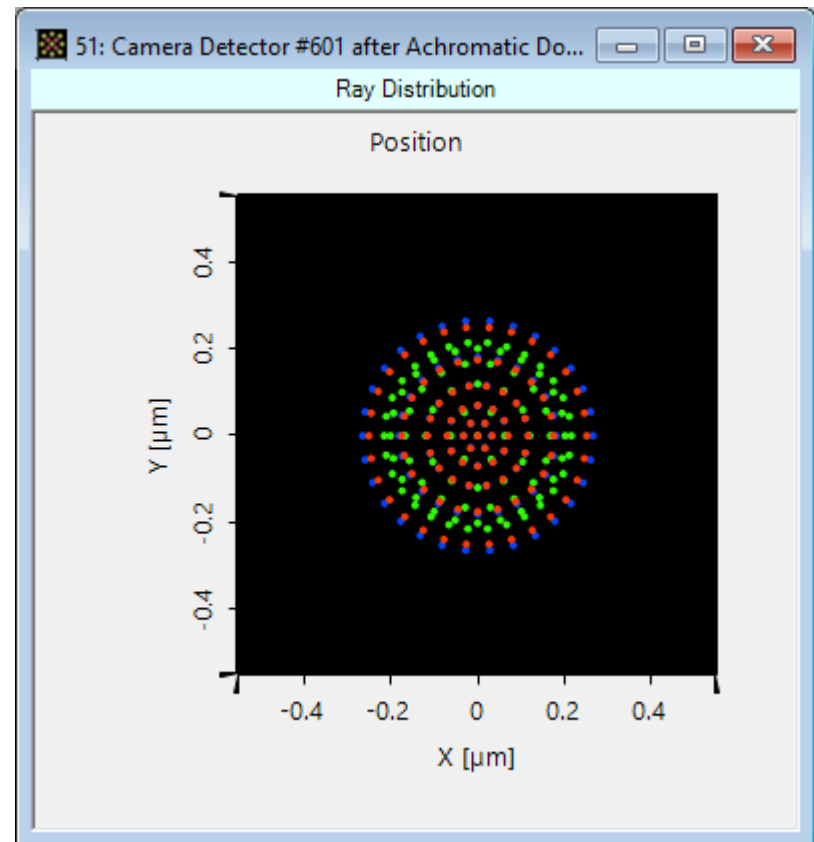 51: Camera Detector #601 after Achromatic Do...
Ray Distribution
Position
Y [µm]
0.4
0.2
0
-0.2
-0.4
-0.4 -0.2 0 0.2 0.4
X [µm]